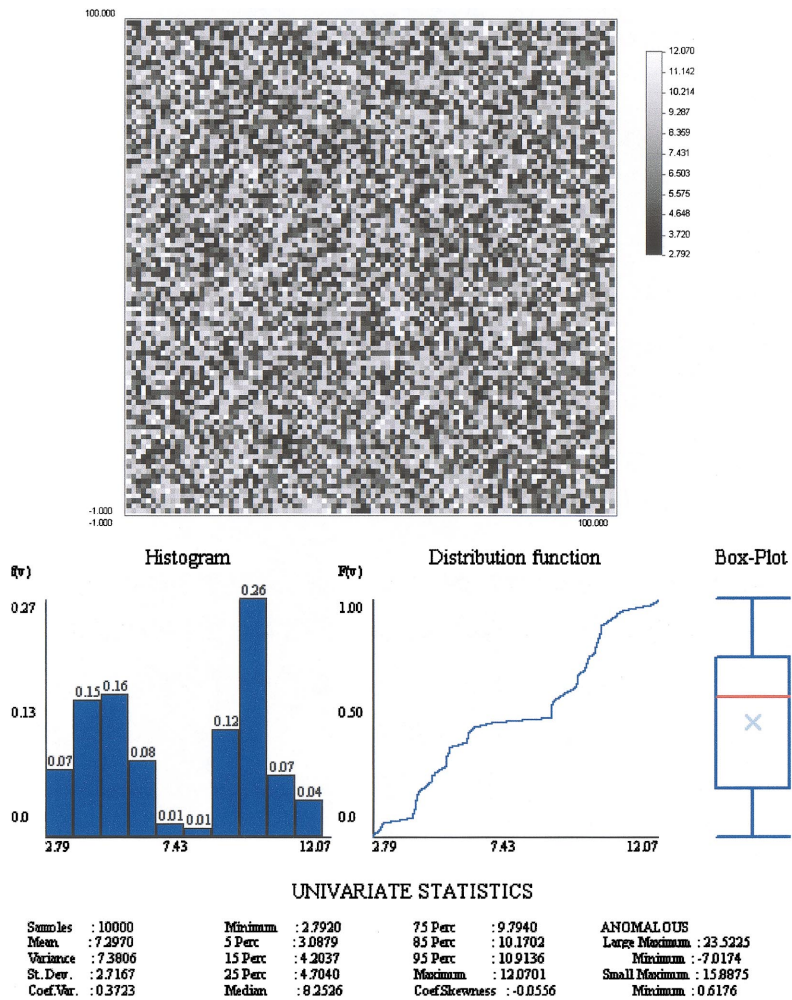 100.000
12.070
11.142
10.214
9.287
8.369
7.431
6.503
5.575
4.648
3.720
2.792
-1.000
-1.000 100.000
Histogram Distribution function Box-Plot
f(v) F(v)
0.27 1.00
0.26
0.15 0.16
0.13 0.50
0.12
0.07 0.08 0.07
0.04
0.01 0.01
0.0 0.0
2.79 7.43 12.07 2.79 7.43 12.07
UNIVARIATE STATISTICS
Samples : 10000 Minimum : 2.7920 75 Perc : 9.7940 ANOMALOUS
Mean : 7.2970 5 Perc : 3.0879 85 Perc : 10.1702 Large Maximum : 23.5225
Variance : 7.3806 15 Perc : 4.2037 95 Perc : 10.9136 Minimum : -7.0174
St. Dev. : 2.7167 25 Perc : 4.7040 Maximum : 12.0701 Small Maximum : 15.8875
Coef.Var. : 0.3723 Median : 8.2526 Coef.Skewness : -0.0556 Minimum : 0.6176